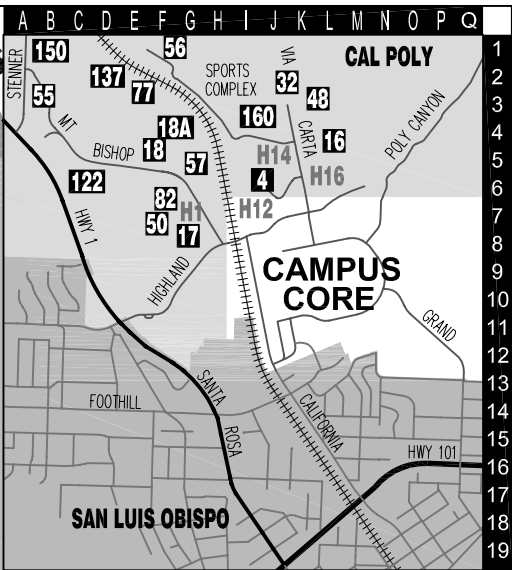 A B C D E F G H I J K L M N O P Q
1
2
3
4
5
6
7
8
9
10
11
12
13
14
15
16
17
18
19
CAL POLY
150
56
VIA
STENNER
137
77
SPORTS
COMPLEX
32
48
55
MT
160
CARTA
POLY CANYON
18A
16
BISHOP
18
57
H14
122
4
H16
82
H1
H12
50
17
HWY 1
HIGHLAND
CAMPUS
CORE
GRAND
SANTA
ROSA
FOOTHILL
CALIFORNIA
HWY 101
SAN LUIS OBISPO